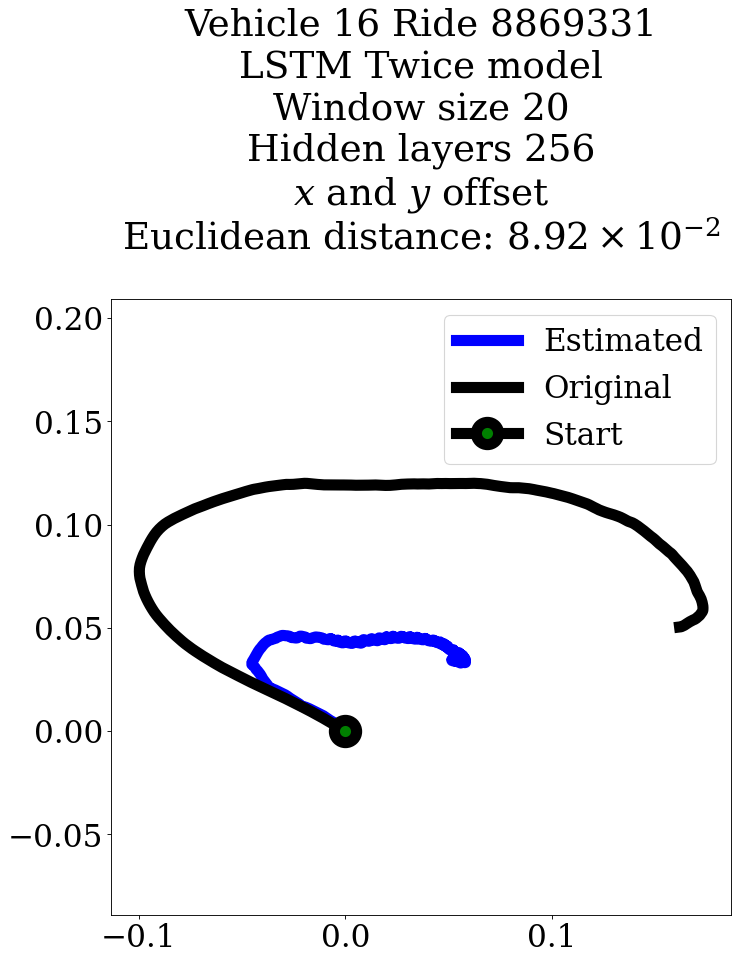 Vehicle 16 Ride 8869331
LSTM Twice model
Window size 20
Hidden layers 256
x and y offset
Euclidean distance: 8.92 × 10⁻²
Estimated
Original
Start
0.20
0.15
0.10
0.05
0.00
−0.05
−0.1 0.0 0.1